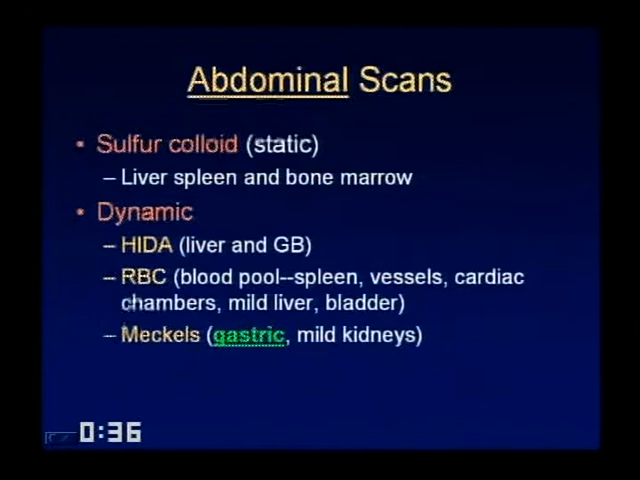 Abdominal Scans
• Sulfur colloid (static)
– Liver spleen and bone marrow
• Dynamic
– HIDA (liver and GB)
– RBC (blood pool--spleen, vessels, cardiac
chambers, mild liver, bladder)
– Meckels (gastric, mild kidneys)
0:36